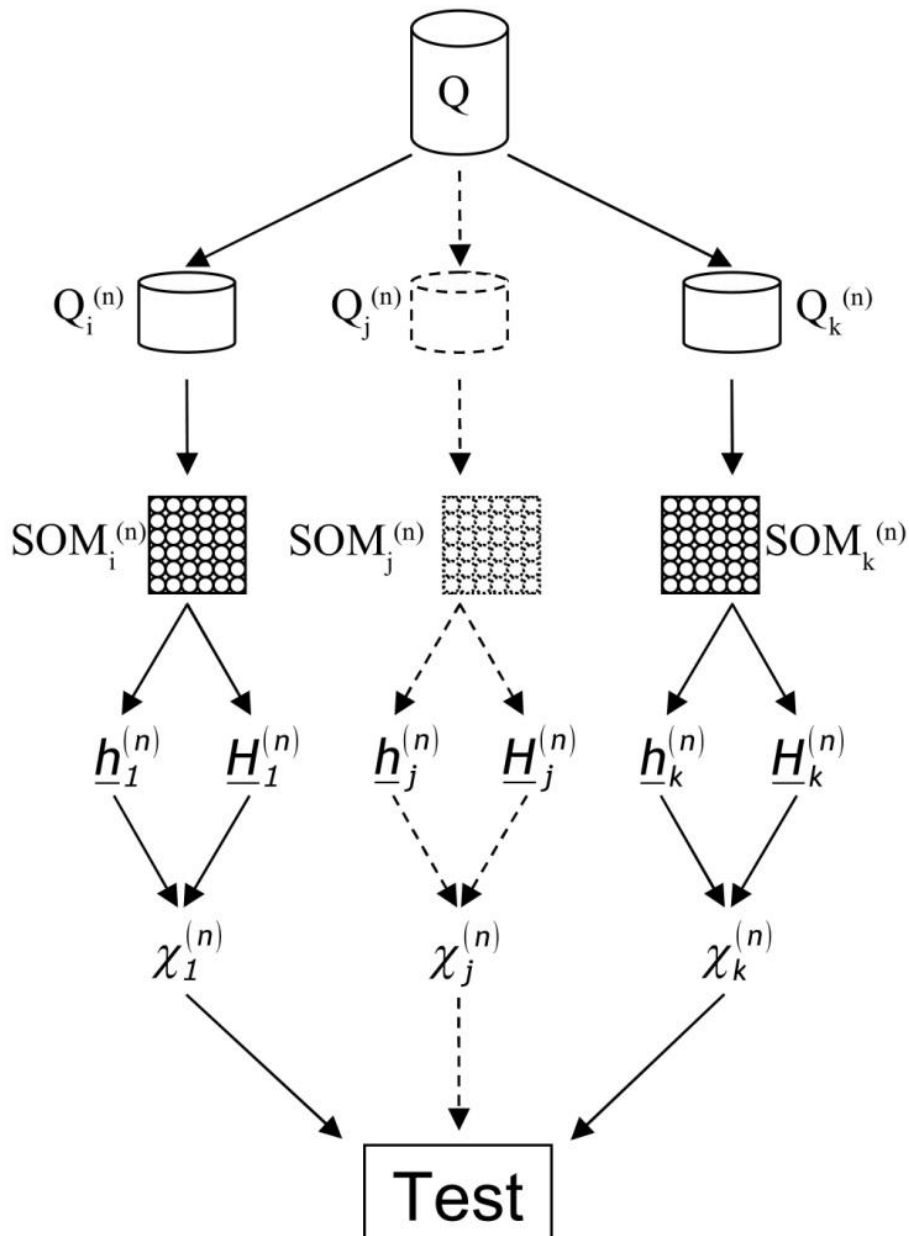 Q
Q_i^(n) Q_j^(n) Q_k^(n)
SOM_i^(n) SOM_j^(n) SOM_k^(n)
h_1^(n) H_1^(n) h_j^(n) H_j^(n) h_k^(n) H_k^(n)
χ_1^(n) χ_j^(n) χ_k^(n)
Test